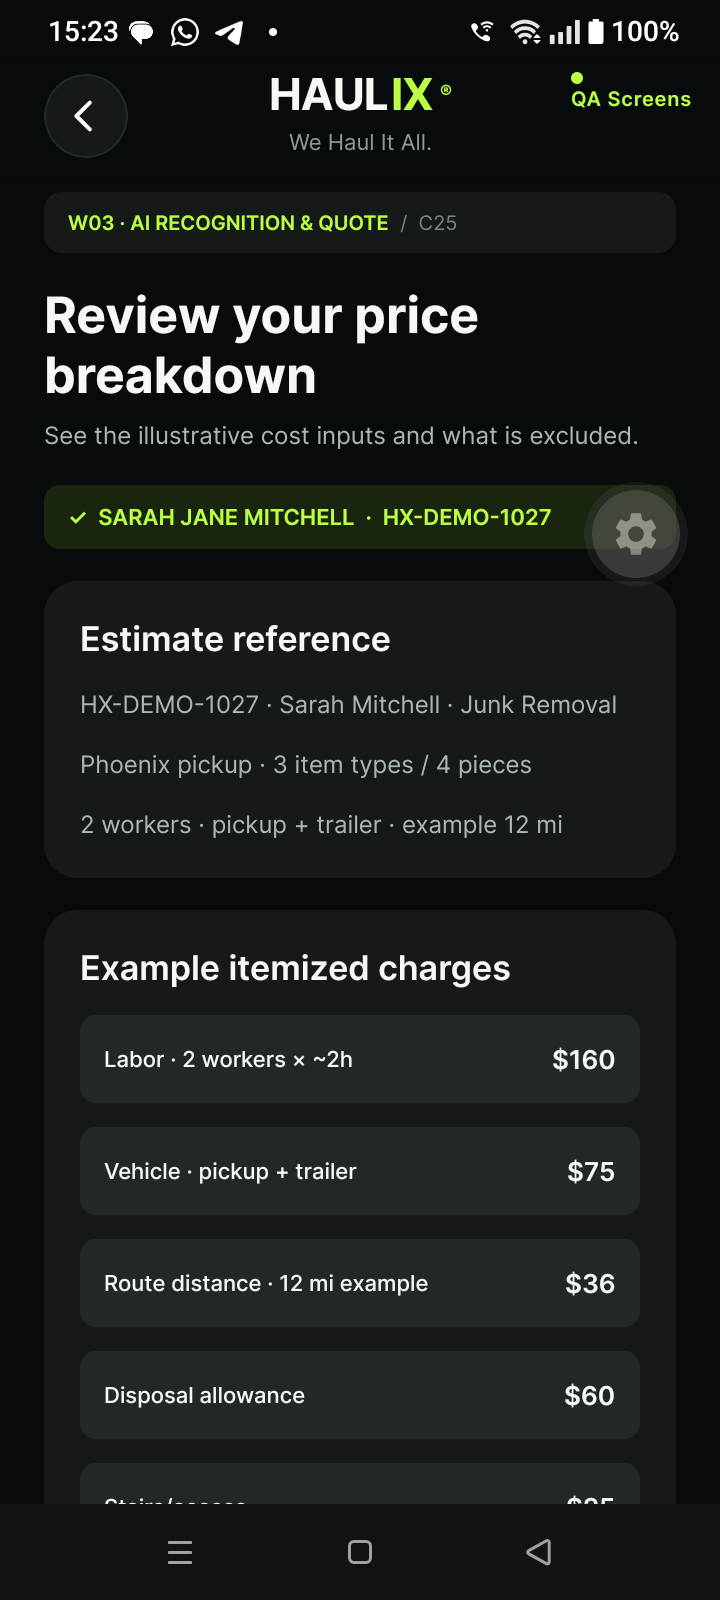 15:23 100%
HAULIX ®
QA Screens
We Haul It All.
W03 · AI RECOGNITION & QUOTE / C25
Review your price
breakdown
See the illustrative cost inputs and what is excluded.
✓ SARAH JANE MITCHELL · HX-DEMO-1027
Estimate reference
HX-DEMO-1027 · Sarah Mitchell · Junk Removal
Phoenix pickup · 3 item types / 4 pieces
2 workers · pickup + trailer · example 12 mi
Example itemized charges
Labor · 2 workers × ~2h $160
Vehicle · pickup + trailer $75
Route distance · 12 mi example $36
Disposal allowance $60